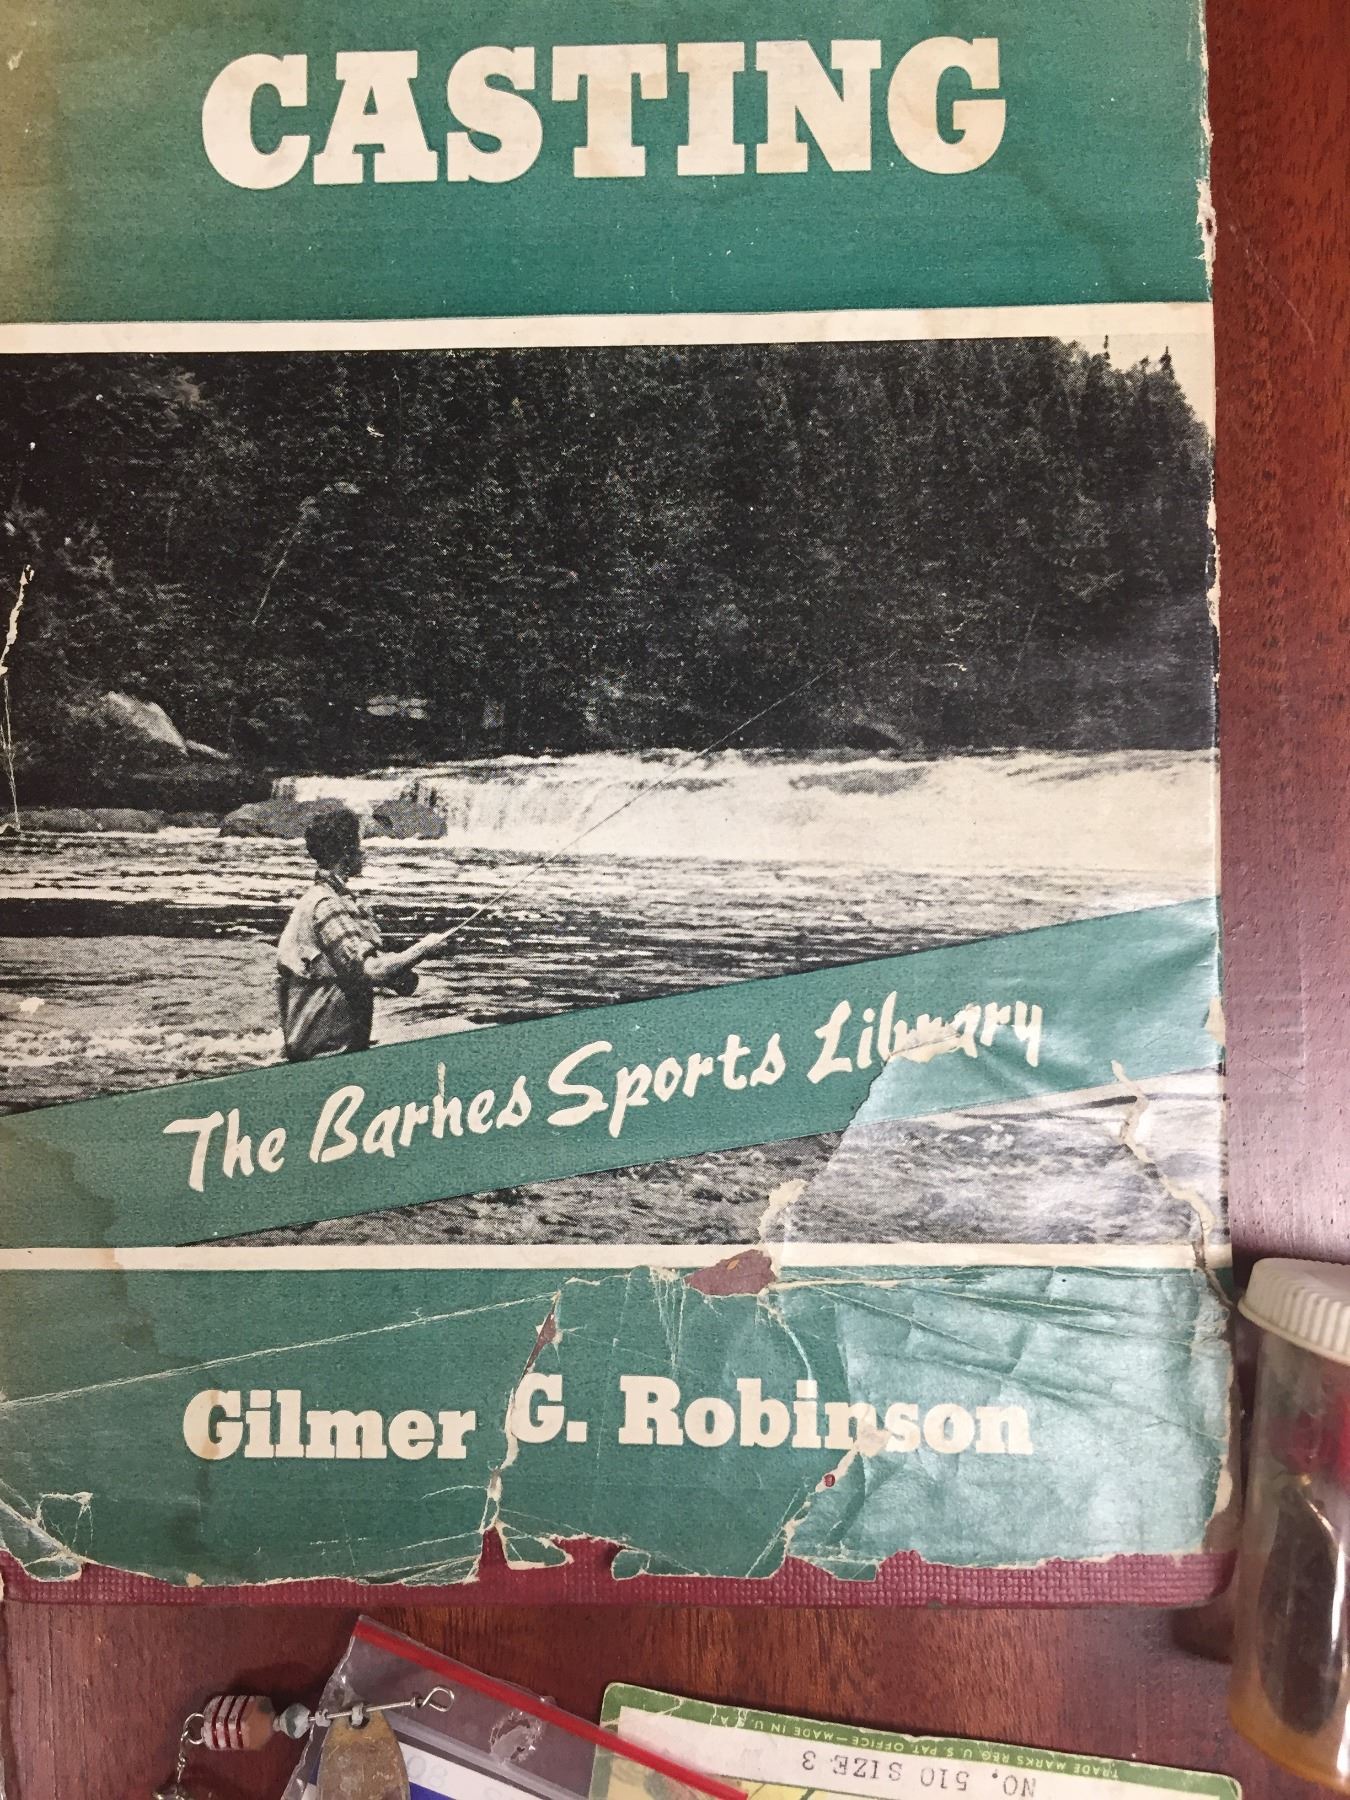 CASTING
The Barnes Sports Library
Gilmer G. Robinson
TRADE MARKS REG. U. S. PAT. OFFICE—MADE IN U. S. A.
NO. 510 SIZE 3